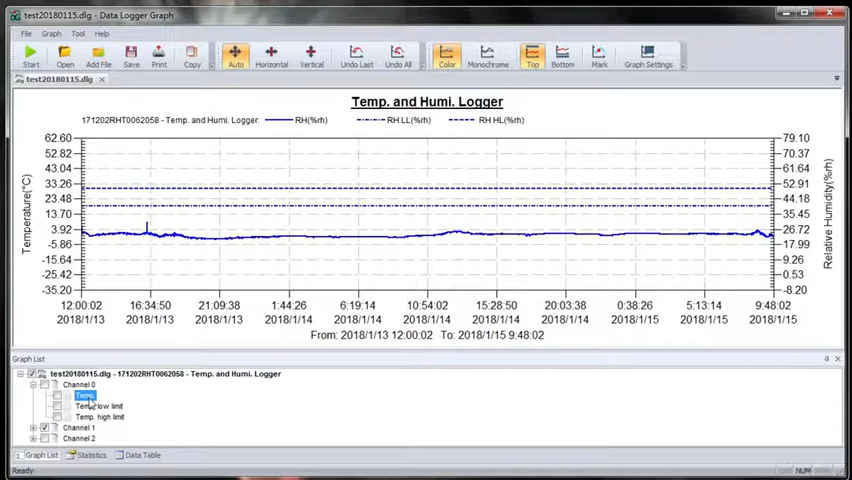 test20180115.dlg - Data Logger Graph
File Graph Tool Help
Start Open Add File Save Print Copy Auto Horizontal Vertical Undo Last Undo All Color Monochrome Top Bottom Mark Graph Settings
test20180115.dlg
Temp. and Humi. Logger
171202RHT0062058 - Temp. and Humi. Logger: RH(%rh) RH LL(%rh) RH HL(%rh)
62.60 79.10
52.82 70.37
43.04 61.64
33.26 52.91
23.48 44.18
13.70 35.45
3.92 26.72
-5.86 17.99
-15.64 9.26
-25.42 0.53
-35.20 -8.20
Temperature(°C)
Relative Humidity(%rh)
12:00:02 16:34:50 21:09:38 1:44:26 6:19:14 10:54:02 15:28:50 20:03:38 0:38:26 5:13:14 9:48:02
2018/1/13 2018/1/13 2018/1/13 2018/1/14 2018/1/14 2018/1/14 2018/1/14 2018/1/14 2018/1/15 2018/1/15 2018/1/15
From: 2018/1/13 12:00:02 To: 2018/1/15 9:48:02
Graph List
test20180115.dlg - 171202RHT0062058 - Temp. and Humi. Logger
Channel 0
Temp.
Temp. low limit
Temp. high limit
Channel 1
Channel 2
Graph List Statistics Data Table
Ready NUM